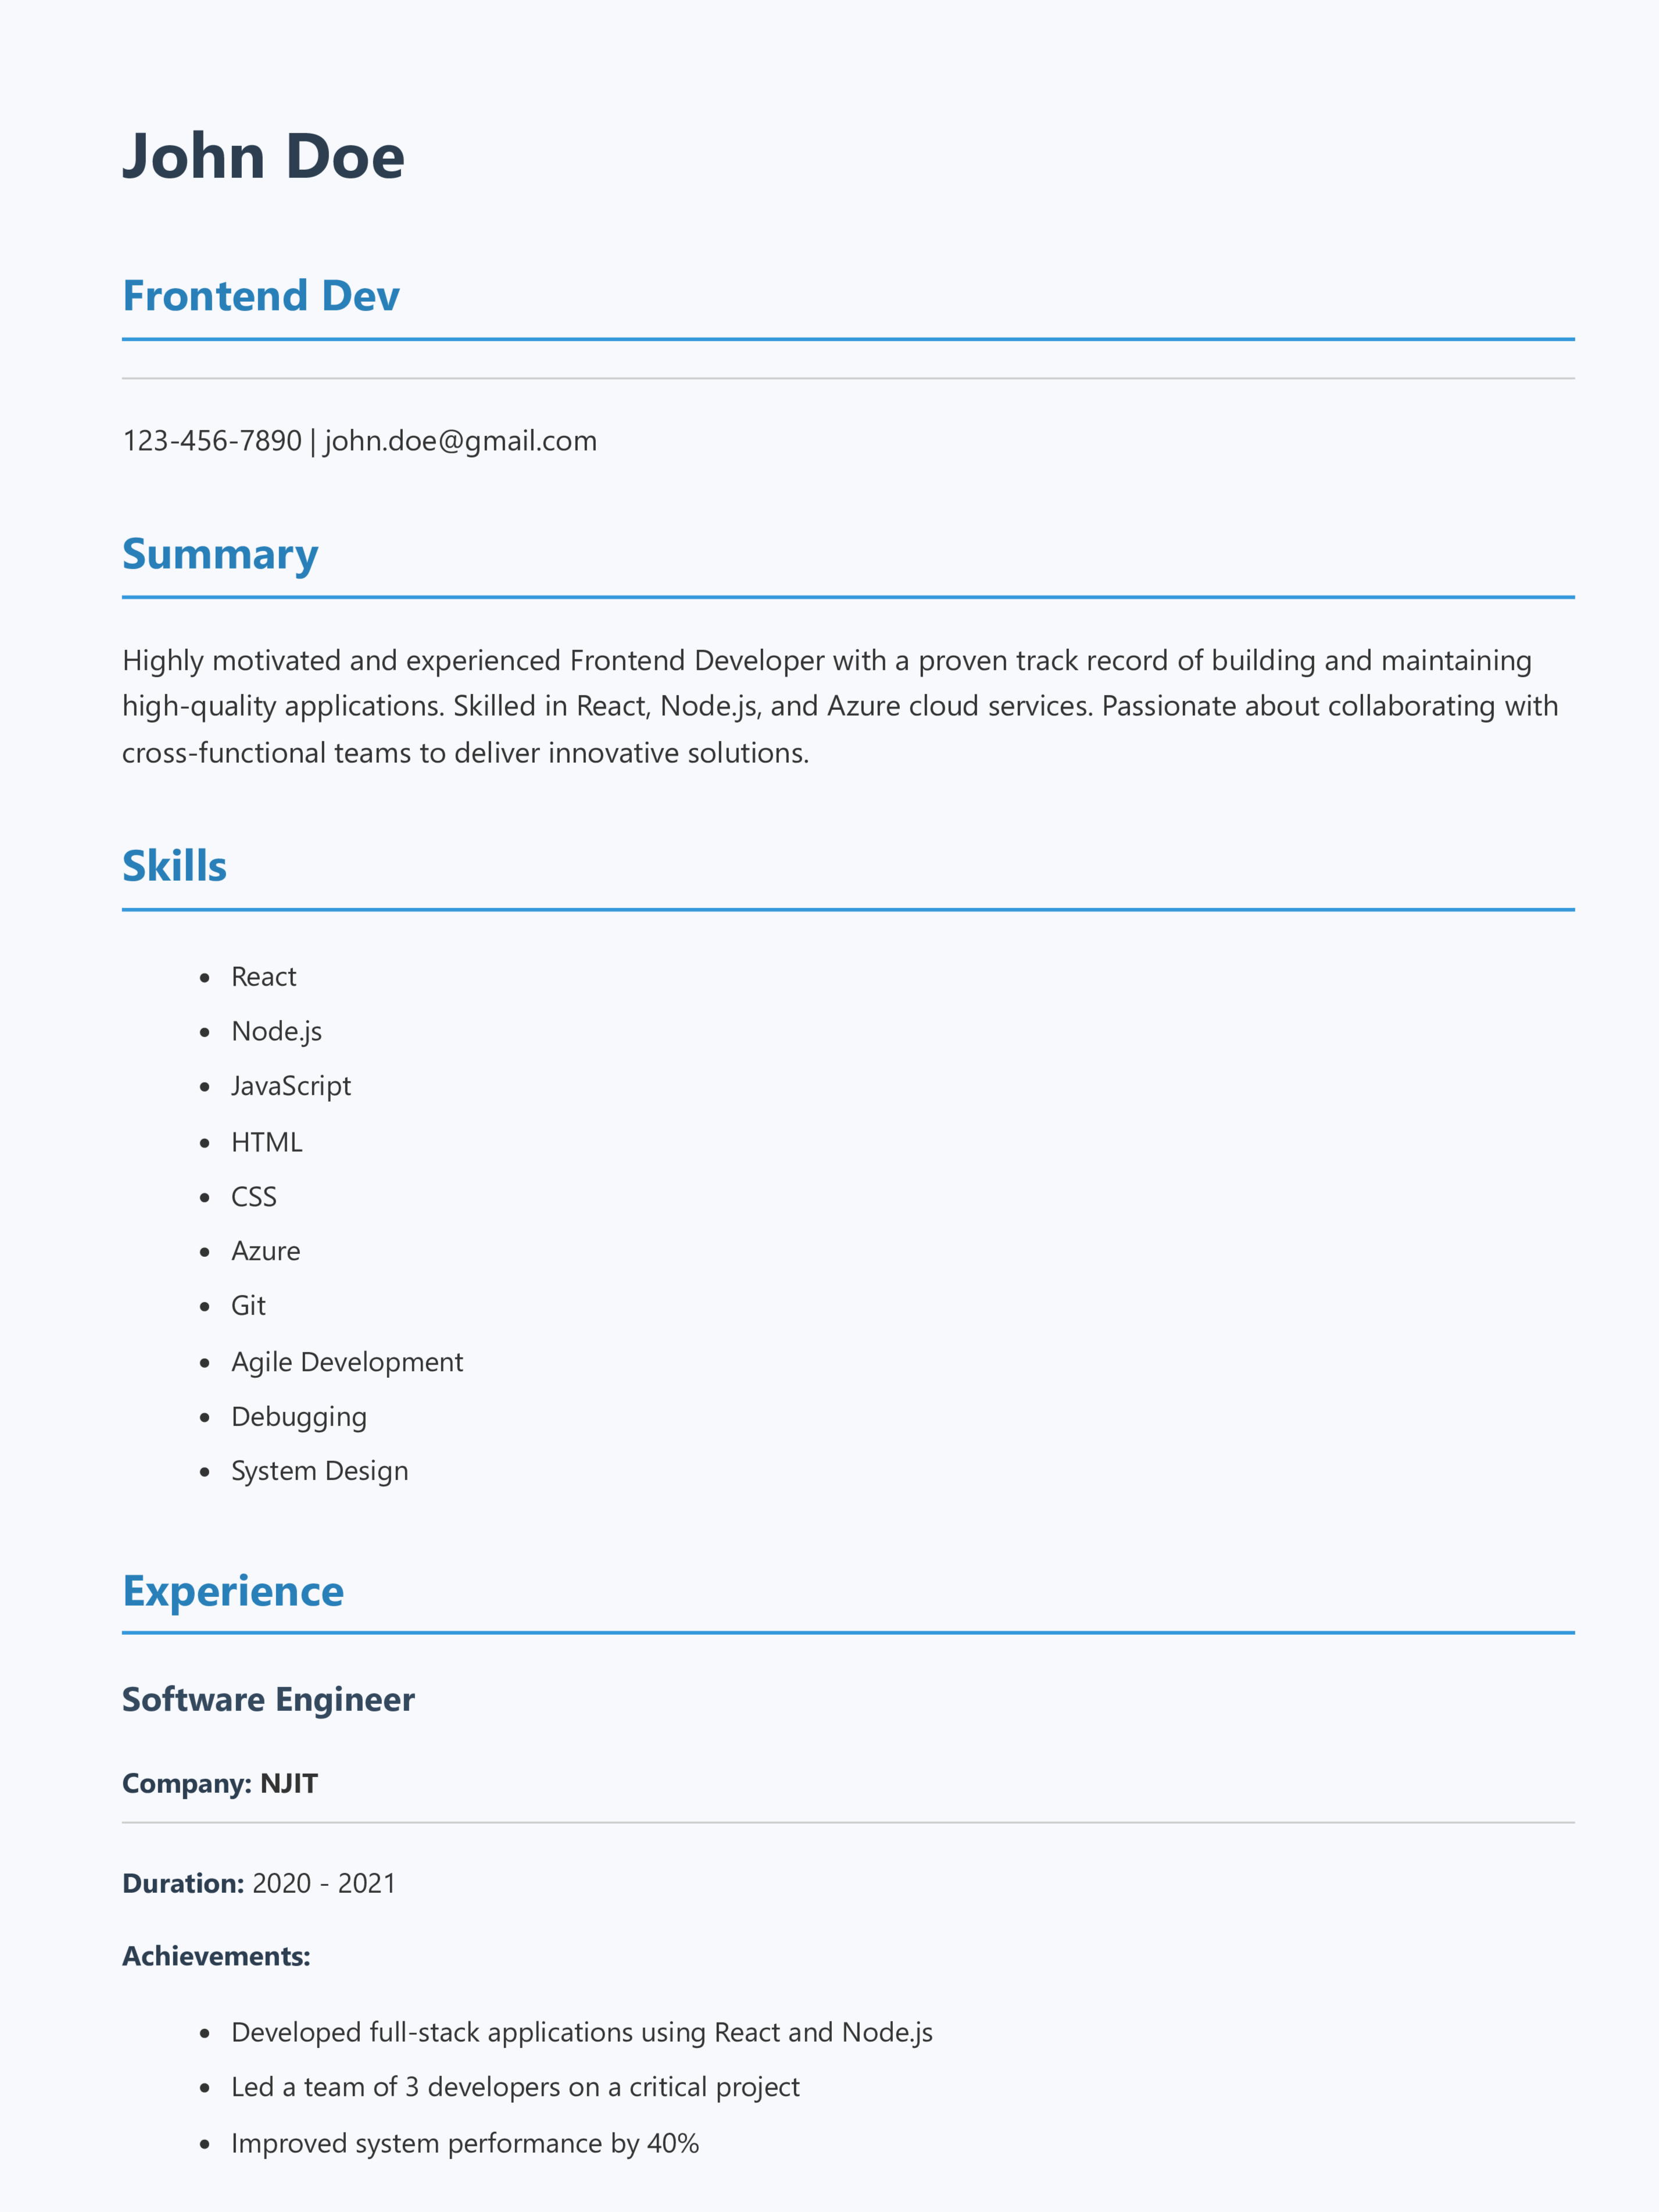 John Doe
Frontend Dev
123-456-7890 | john.doe@gmail.com
Summary
Highly motivated and experienced Frontend Developer with a proven track record of building and maintaining
high-quality applications. Skilled in React, Node.js, and Azure cloud services. Passionate about collaborating with
cross-functional teams to deliver innovative solutions.
Skills
• React
• Node.js
• JavaScript
• HTML
• CSS
• Azure
• Git
• Agile Development
• Debugging
• System Design
Experience
Software Engineer
Company: NJIT
Duration: 2020 - 2021
Achievements:
• Developed full-stack applications using React and Node.js
• Led a team of 3 developers on a critical project
• Improved system performance by 40%